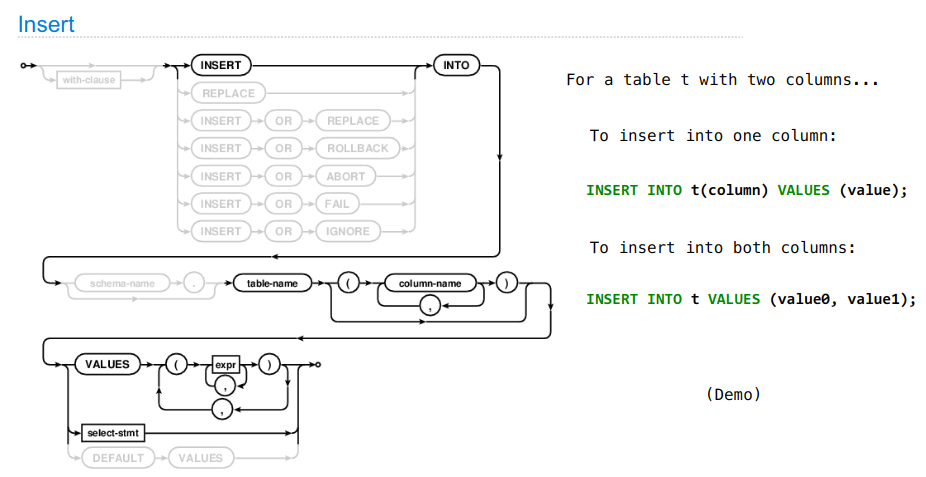 Insert
with-clause
INSERT INTO
REPLACE
INSERT OR REPLACE
INSERT OR ROLLBACK
INSERT OR ABORT
INSERT OR FAIL
INSERT OR IGNORE
schema-name . table-name ( column-name )
,
VALUES ( expr )
,
,
select-stmt
DEFAULT VALUES
For a table t with two columns...
To insert into one column:
INSERT INTO t(column) VALUES (value);
To insert into both columns:
INSERT INTO t VALUES (value0, value1);
(Demo)